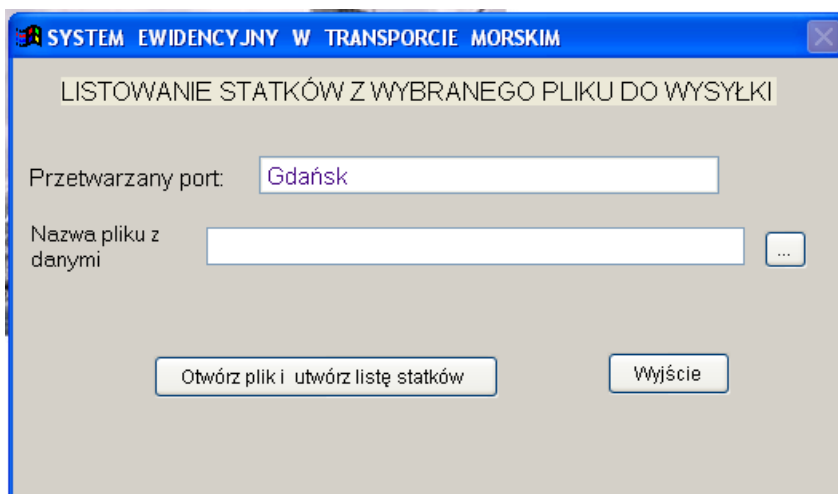 SYSTEM EWIDENCYJNY W TRANSPORCIE MORSKIM
LISTOWANIE STATKÓW Z WYBRANEGO PLIKU DO WYSYŁKI
Przetwarzany port: Gdańsk
Nazwa pliku z
danymi
...
Otwórz plik i utwórz listę statków Wyjście